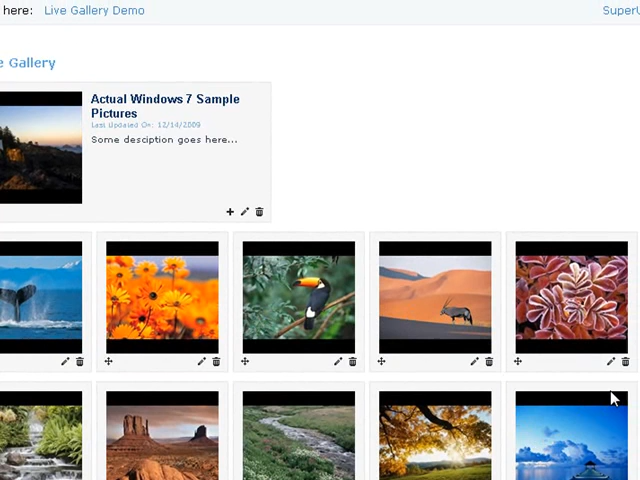 here: Live Gallery Demo
Gallery
Actual Windows 7 Sample
Pictures
Last Updated On: 12/14/2009
Some desciption goes here...